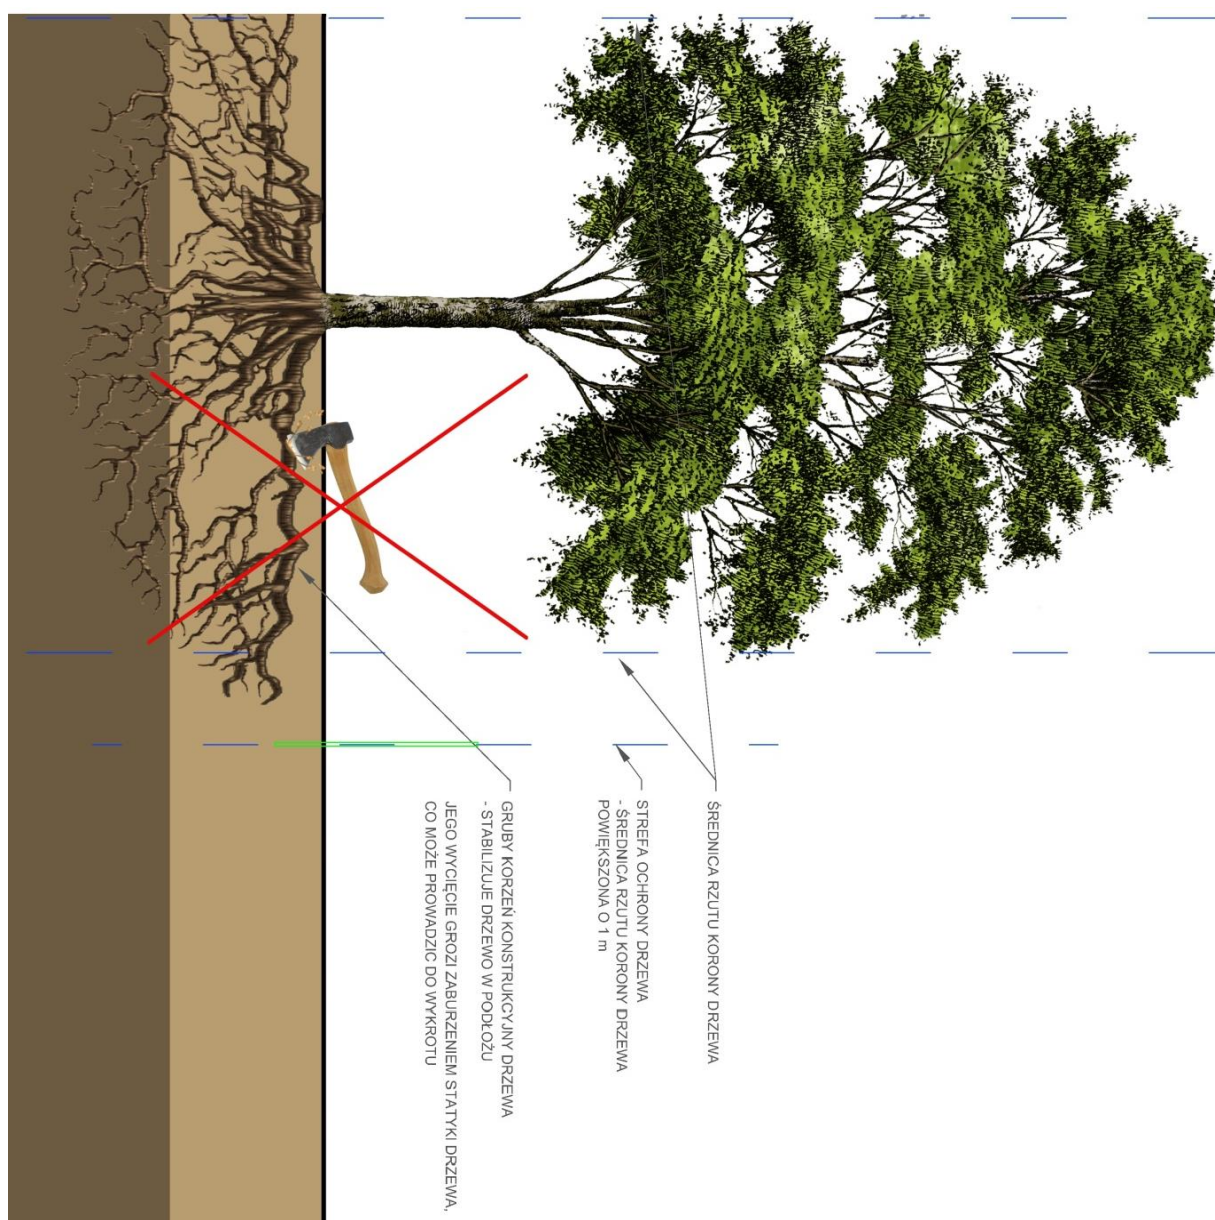 ŚREDNICA RZUTU KORONY DRZEWA
STREFA OCHRONY DRZEWA
- ŚREDNICA RZUTU KORONY DRZEWA
POWIĘKSZONA O 1 m
GRUBY KORZEŃ KONSTRUKCYJNY DRZEWA
- STABILIZUJE DRZEWO W PODŁOŻU
JEGO WYCIĘCIE GROZI ZABURZENIEM STATYKI DRZEWA,
CO MOŻE PROWADZIC DO WYKROTU